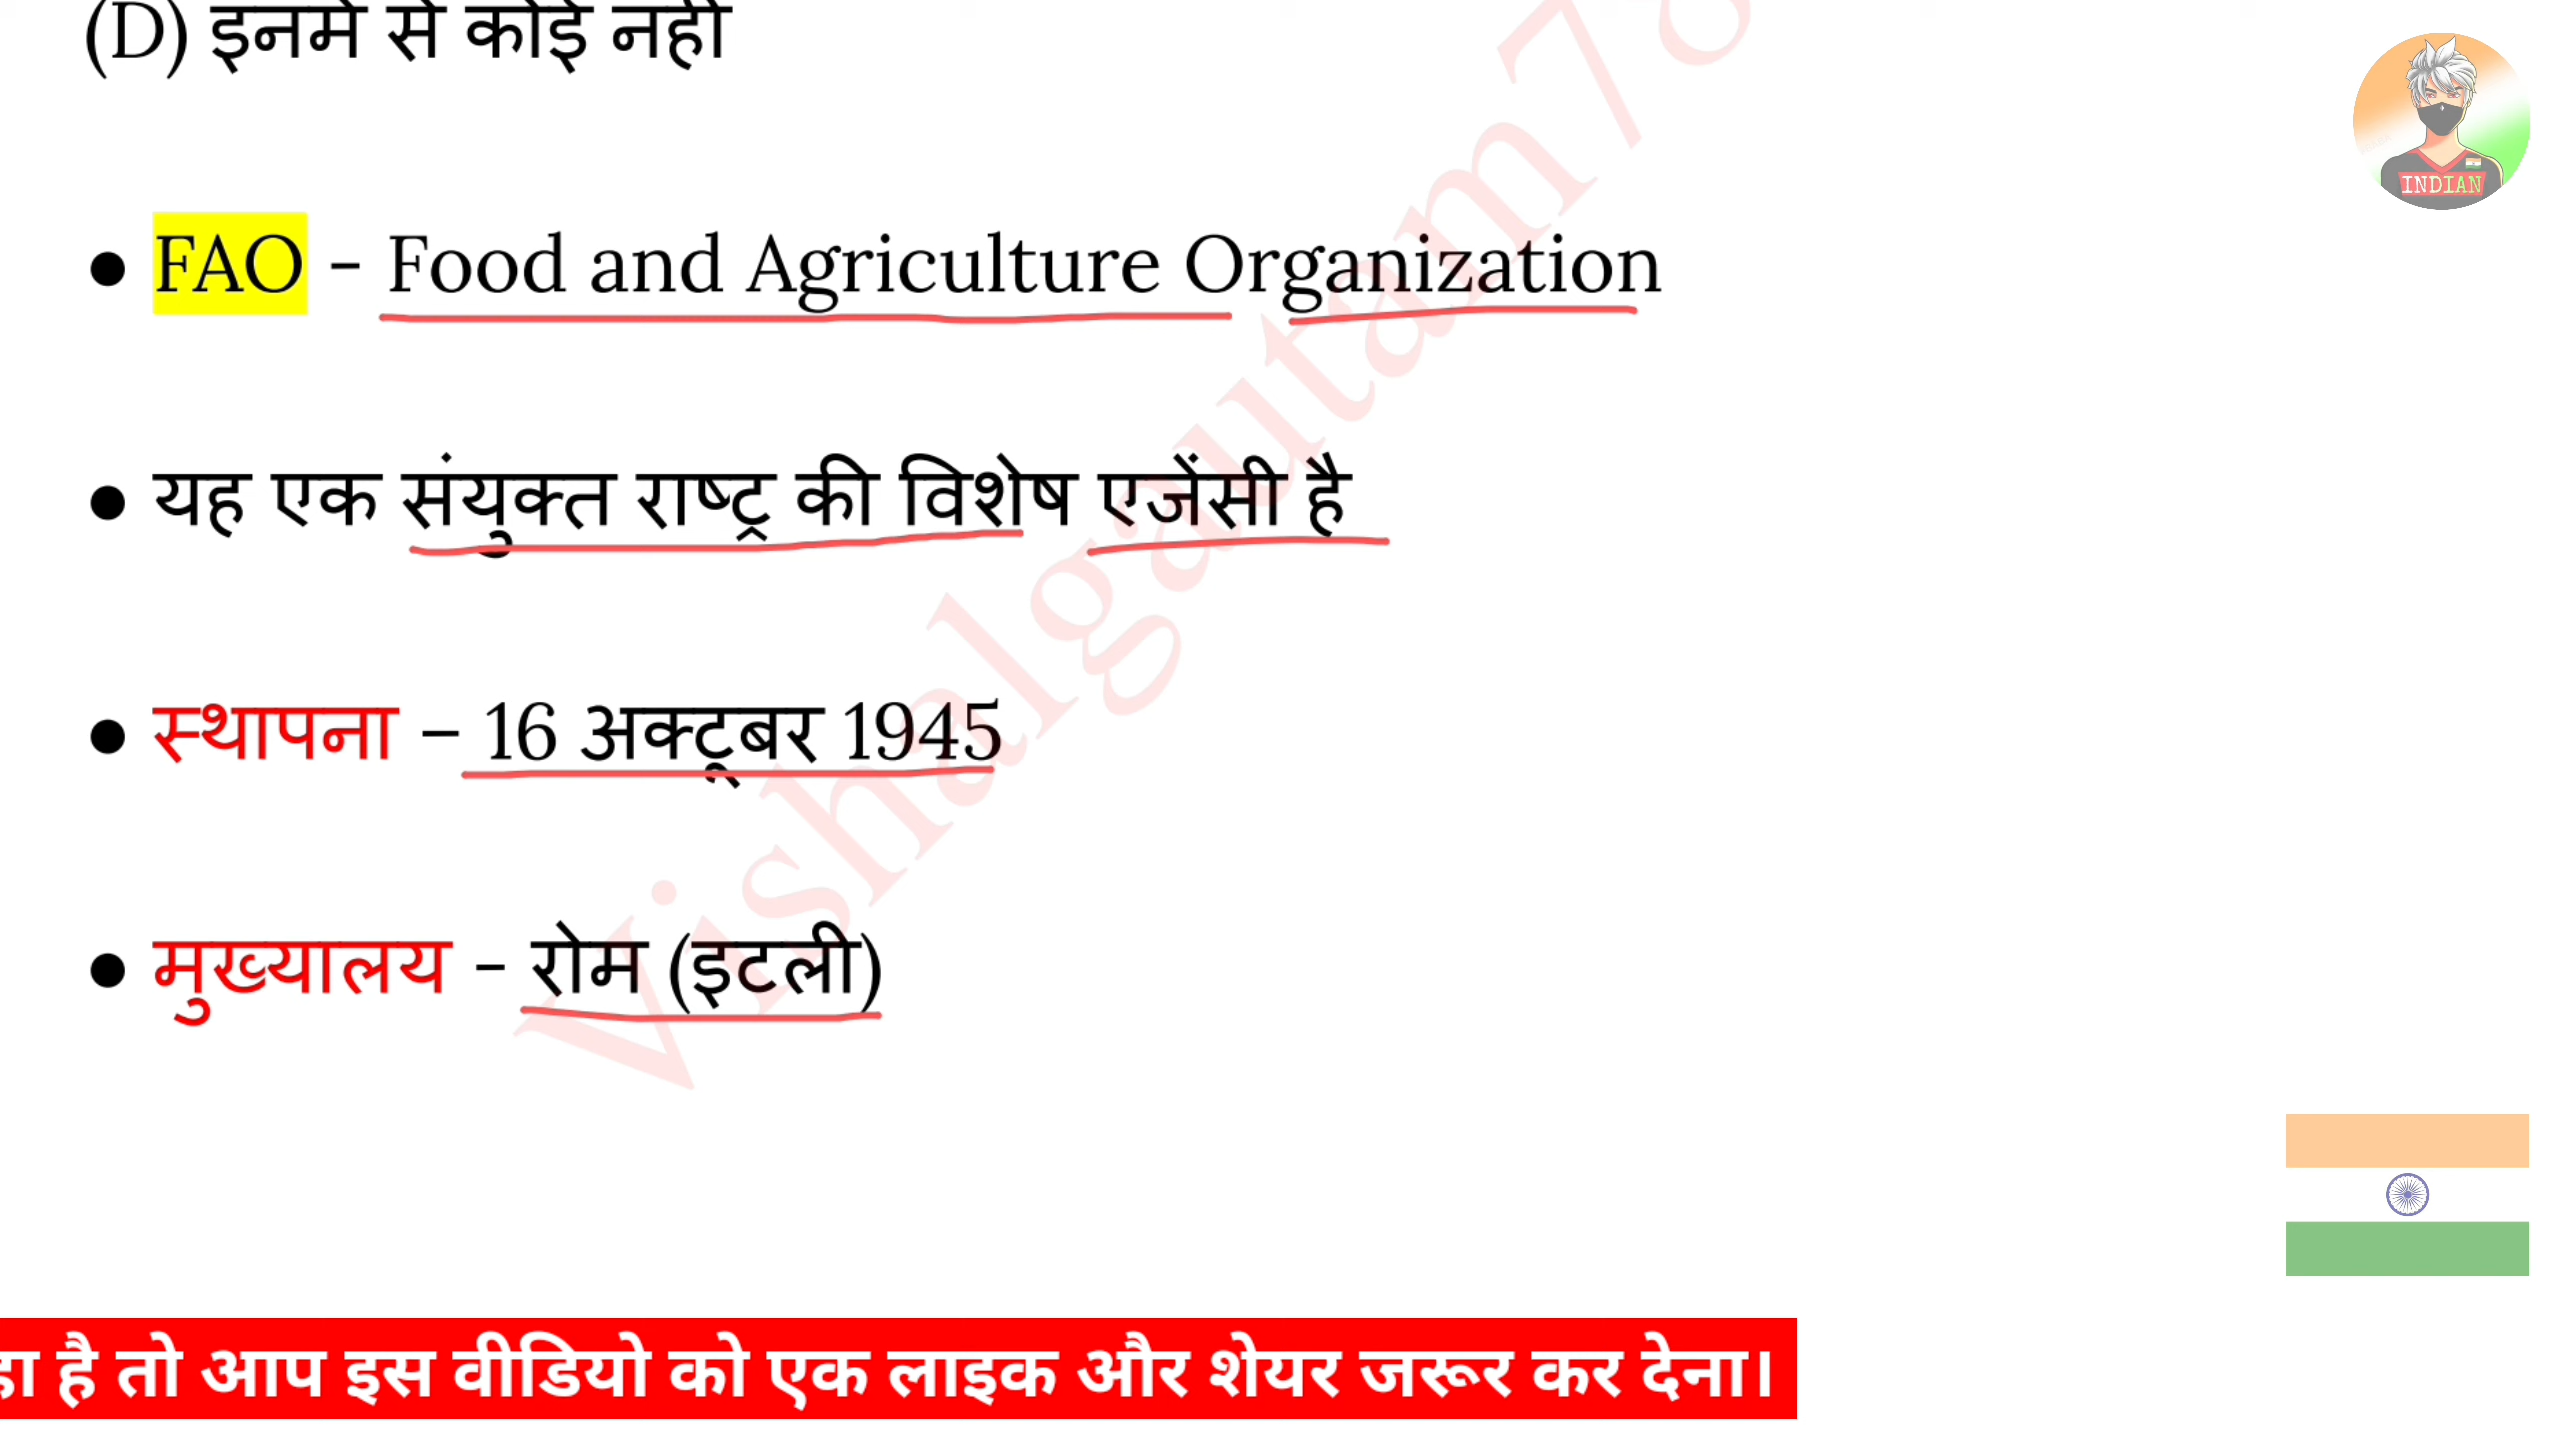 (D) इनमें से कोई नहीं
● FAO - Food and Agriculture Organization
● यह एक संयुक्त राष्ट्र की विशेष एजेंसी है
● स्थापना – 16 अक्टूबर 1945
● मुख्यालय - रोम (इटली)
Vishalgautam78
INDIAN
है तो आप इस वीडियो को एक लाइक और शेयर जरूर कर देना।